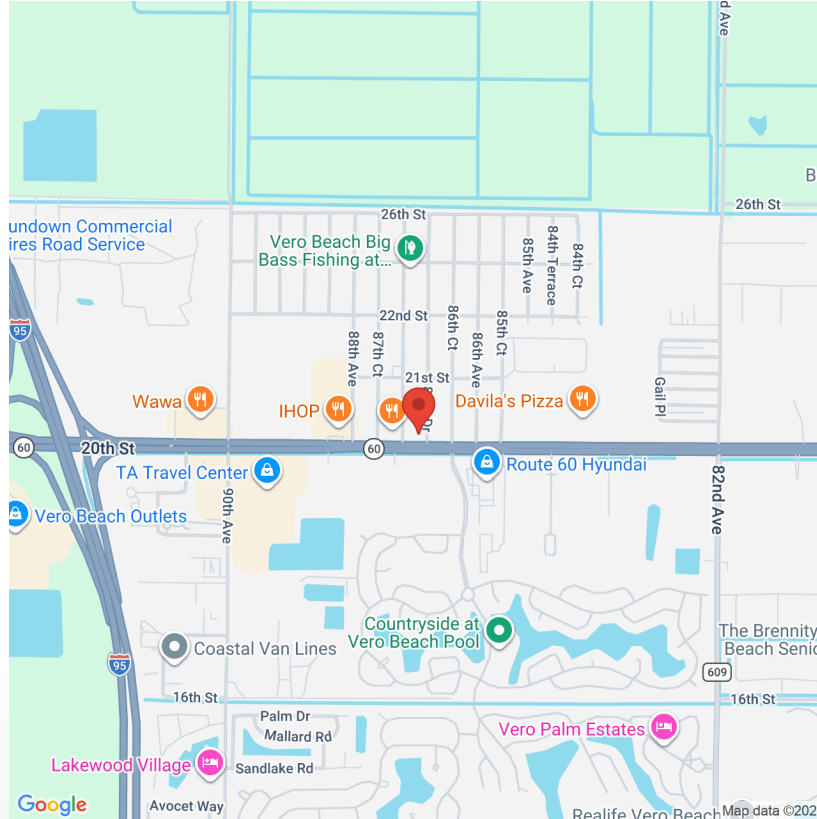 d Ave
B
26th St
26th St
undown Commercial
ires Road Service
Vero Beach Big
Bass Fishing at...
85th Ave
84th Terrace
84th Ct
22nd St
95
88th Ave
87th Ct
86th Ct
86th Ave
85th Ct
21st St
Gail Pl
Wawa
IHOP
Davila's Pizza
Dr
60
20th St
60
TA Travel Center
Route 60 Hyundai
90th Ave
82nd Ave
Vero Beach Outlets
Countryside at
Vero Beach Pool
The Brennity
Beach Senio
Coastal Van Lines
95
609
16th St
16th St
Palm Dr
Mallard Rd
Vero Palm Estates
Lakewood Village
Sandlake Rd
Avocet Way
Google
Realife Vero Beach
Map data ©202